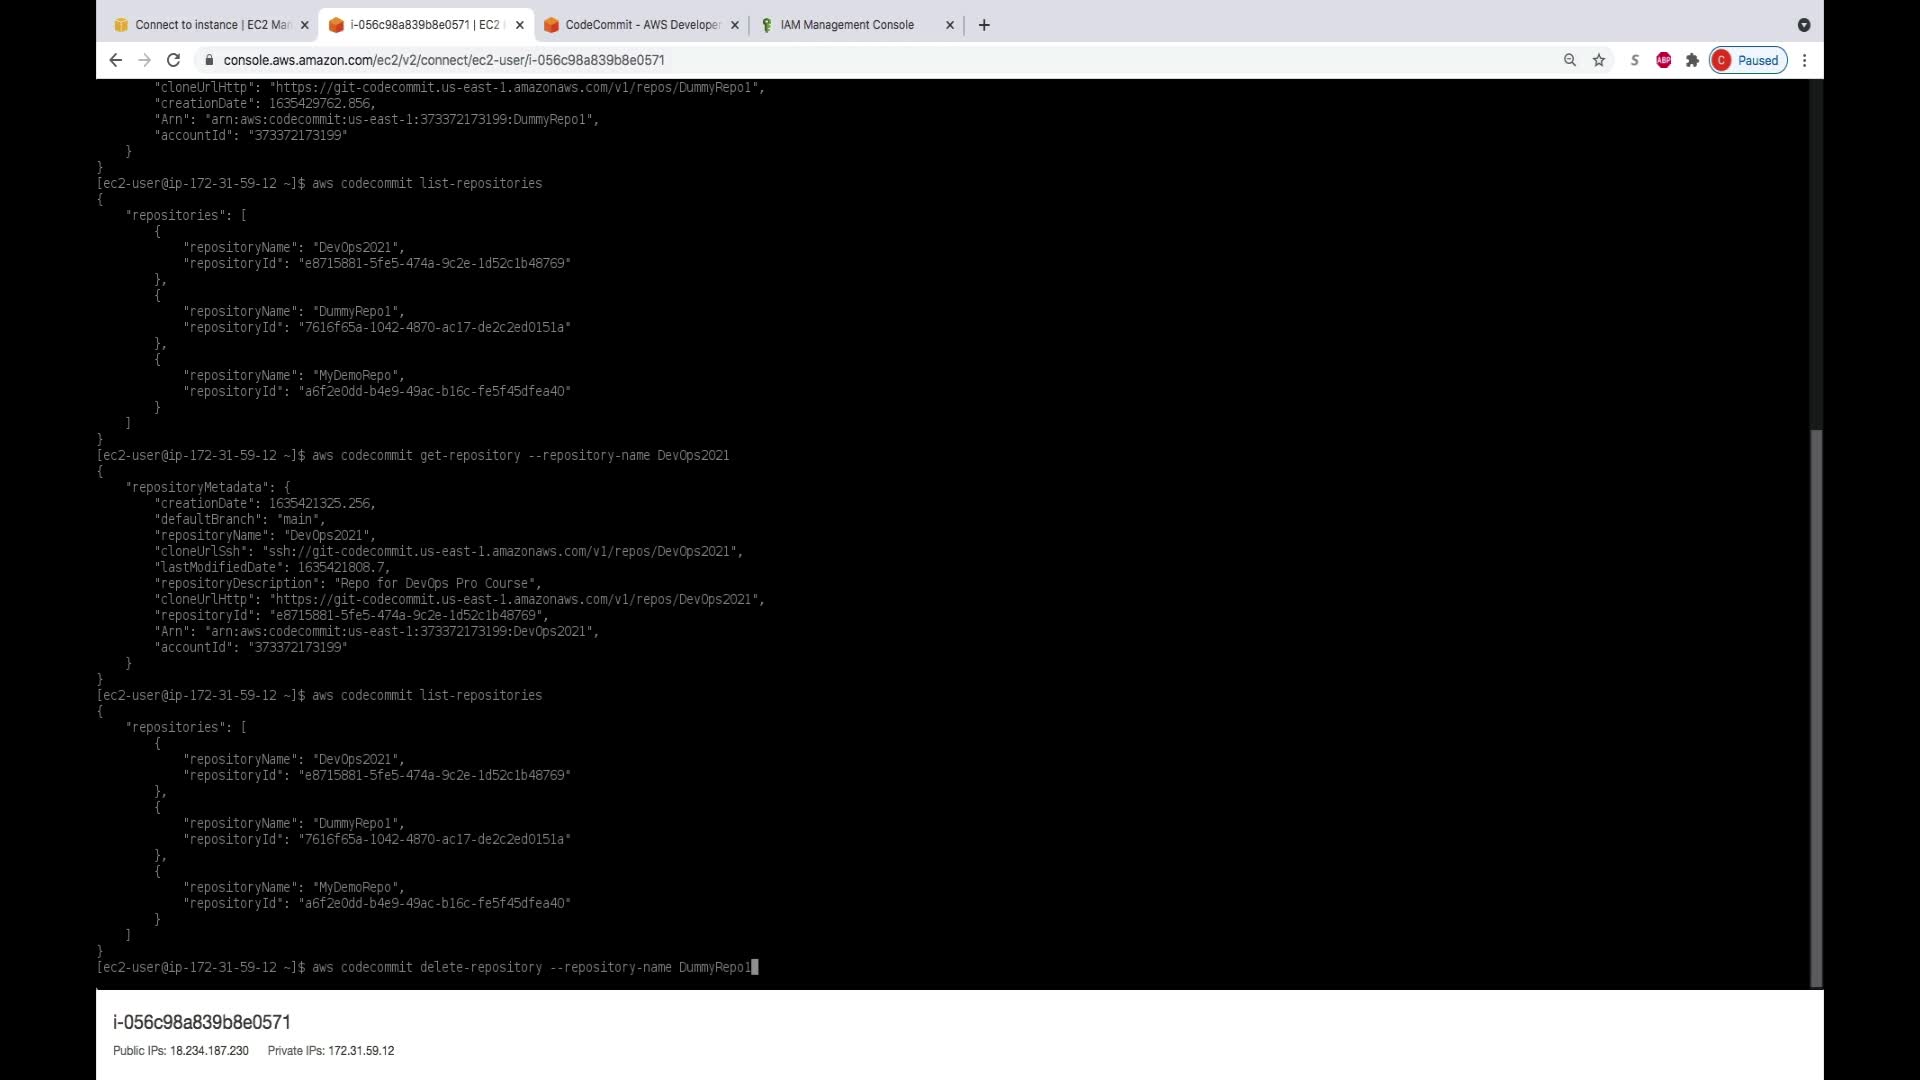 Connect to instance | EC2 Man
i-056c98a839b8e0571 | EC2
CodeCommit - AWS Developer
IAM Management Console
console.aws.amazon.com/ec2/v2/connect/ec2-user/i-056c98a839b8e0571
S
ABP
C
Paused
"cloneUrlHttp": "https://git-codecommit.us-east-1.amazonaws.com/v1/repos/DummyRepo1",
"creationDate": 1635429762.856,
"Arn": "arn:aws:codecommit:us-east-1:373372173199:DummyRepo1",
"accountId": "373372173199"
}
}
[ec2-user@ip-172-31-59-12 ~]$ aws codecommit list-repositories
{
"repositories": [
{
"repositoryName": "DevOps2021",
"repositoryId": "e8715881-5fe5-474a-9c2e-1d52c1b48769"
},
{
"repositoryName": "DummyRepo1",
"repositoryId": "7616f65a-1042-4870-ac17-de2c2ed0151a"
},
{
"repositoryName": "MyDemoRepo",
"repositoryId": "a6f2e0dd-b4e9-49ac-b16c-fe5f45dfea40"
}
]
}
[ec2-user@ip-172-31-59-12 ~]$ aws codecommit get-repository --repository-name DevOps2021
{
"repositoryMetadata": {
"creationDate": 1635421325.256,
"defaultBranch": "main",
"repositoryName": "DevOps2021",
"cloneUrlSsh": "ssh://git-codecommit.us-east-1.amazonaws.com/v1/repos/DevOps2021",
"lastModifiedDate": 1635421808.7,
"repositoryDescription": "Repo for DevOps Pro Course",
"cloneUrlHttp": "https://git-codecommit.us-east-1.amazonaws.com/v1/repos/DevOps2021",
"repositoryId": "e8715881-5fe5-474a-9c2e-1d52c1b48769",
"Arn": "arn:aws:codecommit:us-east-1:373372173199:DevOps2021",
"accountId": "373372173199"
}
}
[ec2-user@ip-172-31-59-12 ~]$ aws codecommit list-repositories
{
"repositories": [
{
"repositoryName": "DevOps2021",
"repositoryId": "e8715881-5fe5-474a-9c2e-1d52c1b48769"
},
{
"repositoryName": "DummyRepo1",
"repositoryId": "7616f65a-1042-4870-ac17-de2c2ed0151a"
},
{
"repositoryName": "MyDemoRepo",
"repositoryId": "a6f2e0dd-b4e9-49ac-b16c-fe5f45dfea40"
}
]
}
[ec2-user@ip-172-31-59-12 ~]$ aws codecommit delete-repository --repository-name DummyRepo1
i-056c98a839b8e0571
Public IPs: 18.234.187.230 Private IPs: 172.31.59.12